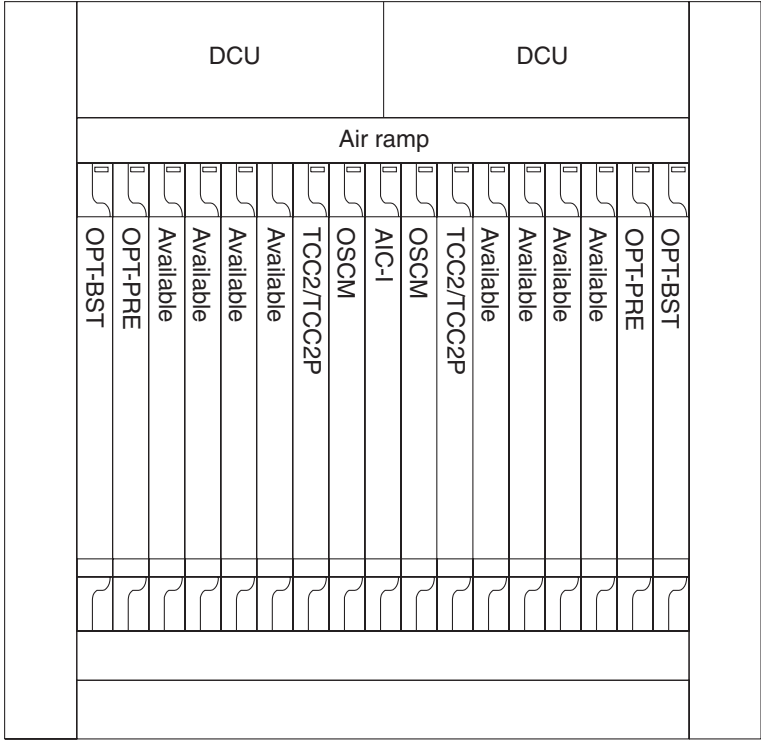 DCU
DCU
Air ramp
OPT-BST
OPT-PRE
Available
Available
Available
Available
TCC2/TCC2P
OSCM
AIC-I
OSCM
TCC2/TCC2P
Available
Available
Available
Available
OPT-PRE
OPT-BST